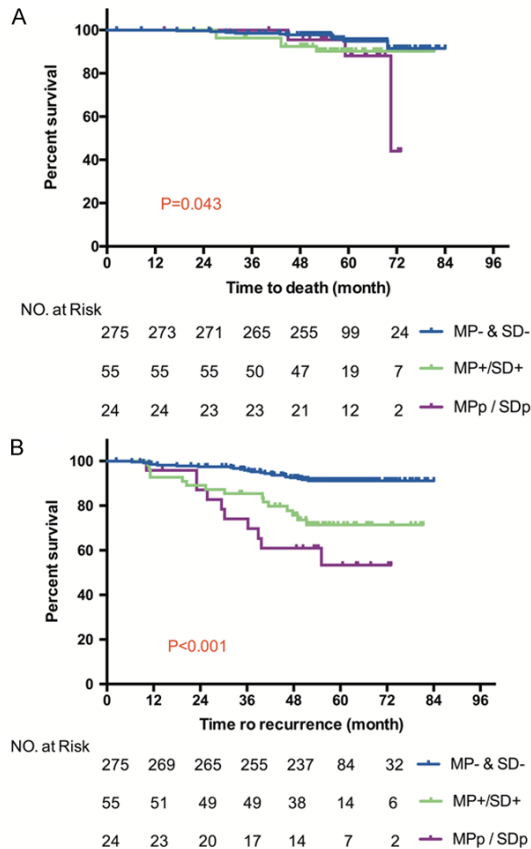 A
Percent survival
100
80
60
40
20
0
P=0.043
0 12 24 36 48 60 72 84 96
Time to death (month)
NO. at Risk
275 273 271 265 255 99 24 MP- & SD-
55 55 55 50 47 19 7 MP+/SD+
24 24 23 23 21 12 2 MPp / SDp
B
Percent survival
100
80
60
40
20
0
P<0.001
0 12 24 36 48 60 72 84 96
Time ro recurrence (month)
NO. at Risk
275 269 265 255 237 84 32 MP- & SD-
55 51 49 49 38 14 6 MP+/SD+
24 23 20 17 14 7 2 MPp / SDp